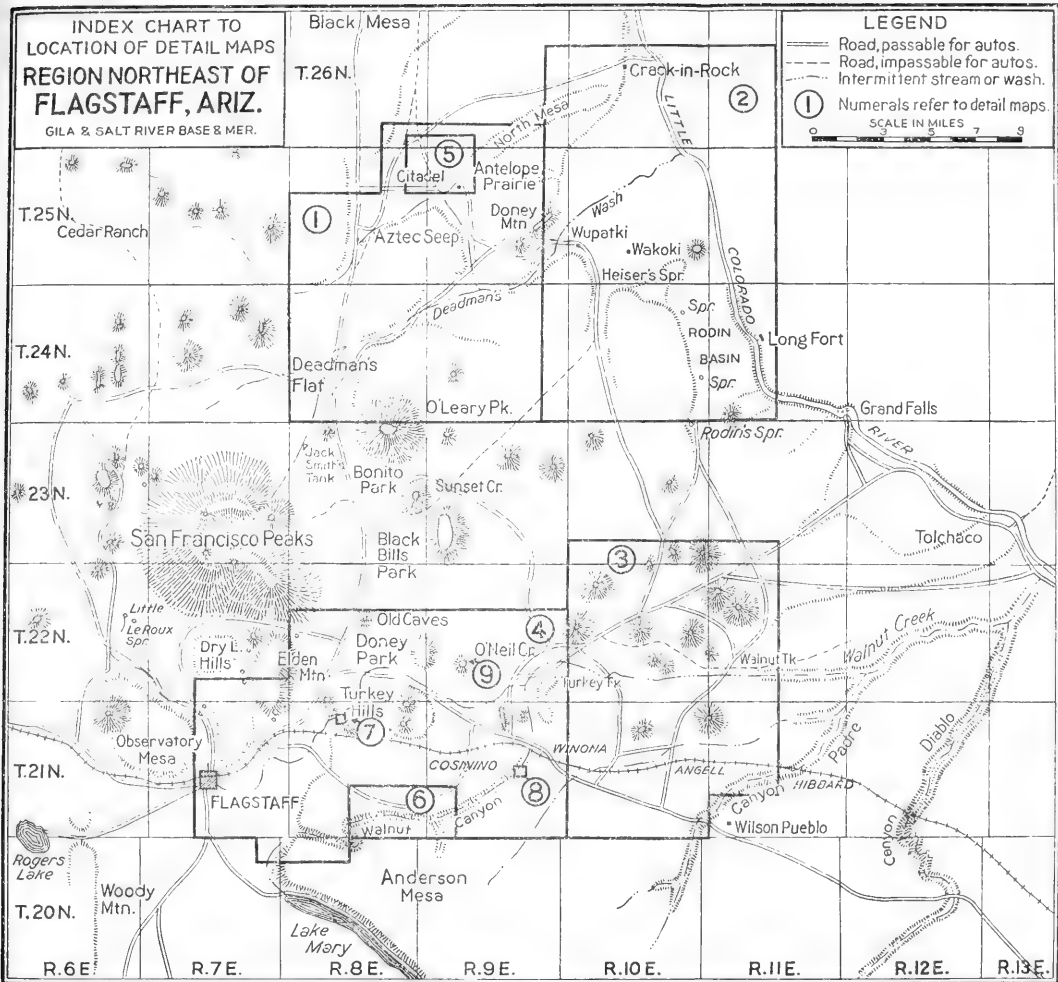 INDEX CHART TO
LOCATION OF DETAIL MAPS
REGION NORTHEAST OF
FLAGSTAFF, ARIZ.
GILA & SALT RIVER BASE & MER.
LEGEND
Road, passable for autos.
Road, impassable for autos.
Intermittent stream or wash.
① Numerals refer to detail maps.
SCALE IN MILES
0 3 5 7 9
Black Mesa
T.26N.
Crack-in-Rock
②
LITTLE
North Mesa
⑤
Citadel
Antelope
Prairie
T.25N.
Cedar Ranch
①
Aztec Seep
Doney
Mtn
Wash
Wupatki
Wakoki
Heiser's Spr.
COLORADO
Deadman's
Spr.
RODIN
BASIN
Spr.
Long Fort
T.24N.
Deadman's
Flat
O'Leary Pk.
Grand Falls
RIVER
Rodin's Spr.
Jack
Smith's
Tank
Bonito
Park
Sunset Cr.
23N.
San Francisco Peaks
Black
Bills
Park
Tolchaco
③
Little
LeRoux
Spr.
T.22N.
Dry L.
Hills
Elden
Mtn
Old Caves
Doney
Park
④
O'Neil Cr.
⑨
Turkey Tk.
Walnut Tk.
Walnut Creek
Turkey
Hills
⑦
Observatory
Mesa
T.21N.
FLAGSTAFF
COSNINO
WINONA
ANGELL
Padre
Canyon
HIBBARD
Diablo
Canyon
⑥
Walnut
Canyon
⑧
Wilson Pueblo
Rogers
Lake
Woody
Mtn.
T.20N.
Anderson
Mesa
Lake
Mary
R.6E. R.7E. R.8E. R.9E. R.10E. R.11E. R.12E. R.13E.